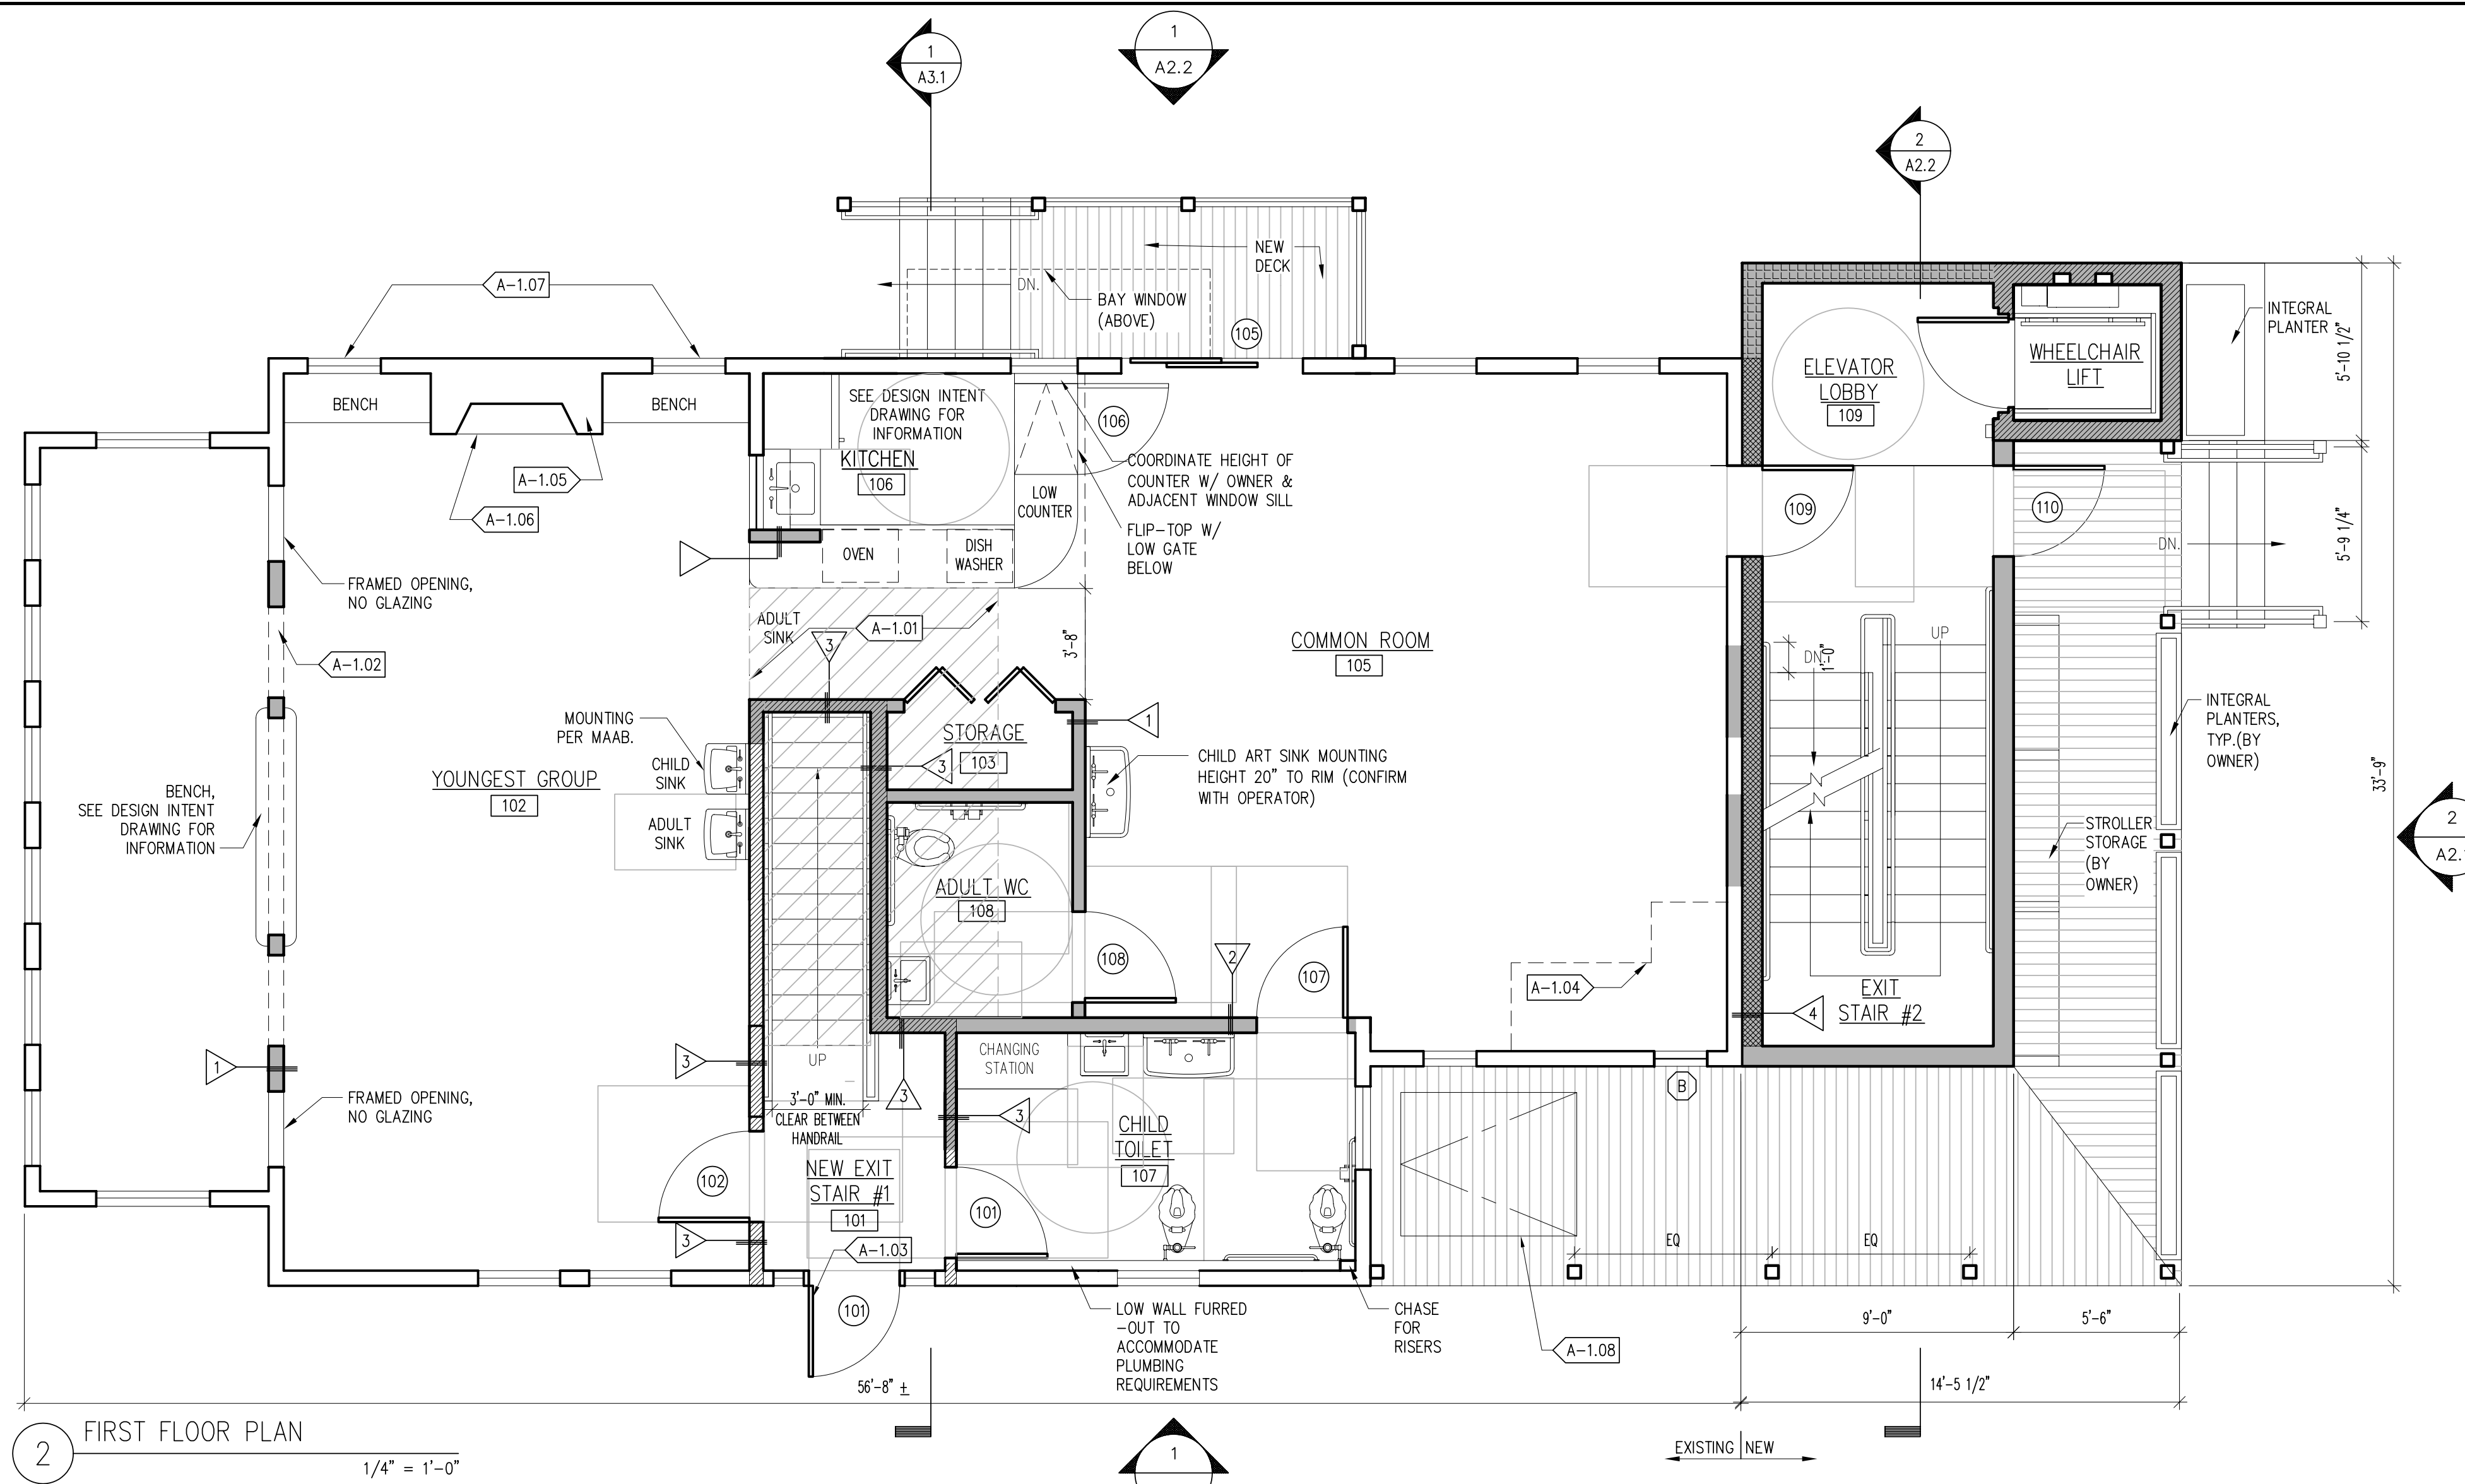 1
A3.1
1
A2.2
2
A2.2
A-1.07
NEW
DECK
DN.
BAY WINDOW
(ABOVE)
105
INTEGRAL
PLANTER
5'-10 1/2"
BENCH
BENCH
SEE DESIGN INTENT
DRAWING FOR
INFORMATION
KITCHEN
106
106
ELEVATOR
LOBBY
109
WHEELCHAIR
LIFT
A-1.05
A-1.06
COORDINATE HEIGHT OF
COUNTER W/ OWNER &
ADJACENT WINDOW SILL
LOW
COUNTER
FLIP-TOP W/
LOW GATE
BELOW
OVEN
DISH
WASHER
109
110
DN.
5'-9 1/4"
FRAMED OPENING,
NO GLAZING
ADULT
SINK
A-1.01
3
3'-8"
COMMON ROOM
105
A-1.02
DN.
1'-0"
UP
MOUNTING
PER MAAB.
CHILD
SINK
ADULT
SINK
STORAGE
103
3
1
CHILD ART SINK MOUNTING
HEIGHT 20" TO RIM (CONFIRM
WITH OPERATOR)
INTEGRAL
PLANTERS,
TYP.(BY
OWNER)
33'-9"
YOUNGEST GROUP
102
BENCH,
SEE DESIGN INTENT
DRAWING FOR
INFORMATION
STROLLER
STORAGE
(BY
OWNER)
2
ADULT WC
108
108
2
107
A-1.04
EXIT
STAIR #2
4
1
3
UP
3
CHANGING
STATION
B
FRAMED OPENING,
NO GLAZING
3'-0" MIN.
CLEAR BETWEEN
HANDRAIL
3
CHILD
TOILET
107
102
NEW EXIT
STAIR #1
101
101
3
A-1.03
EQ
EQ
101
LOW WALL FURRED
-OUT TO
ACCOMMODATE
PLUMBING
REQUIREMENTS
CHASE
FOR
RISERS
A-1.08
9'-0"
5'-6"
56'-8" ±
14'-5 1/2"
2
FIRST FLOOR PLAN
1/4" = 1'-0"
1
EXISTING
NEW